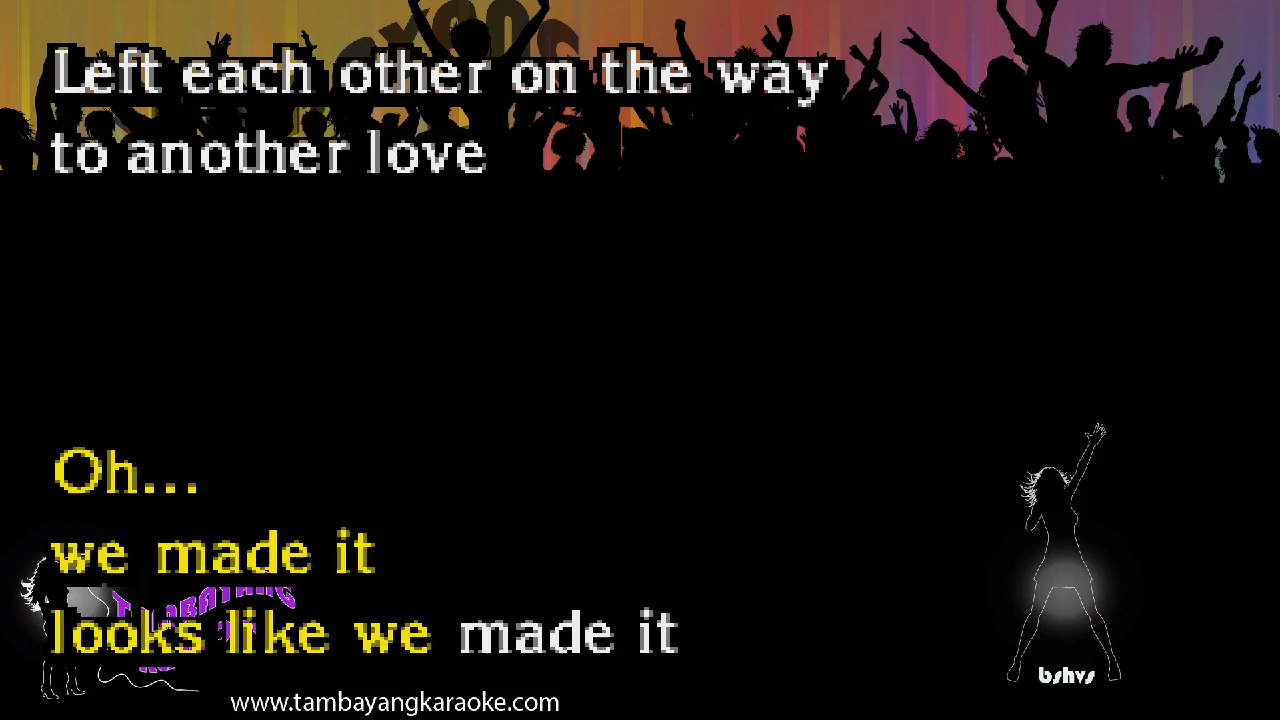 Left each other on the way
to another love
Oh...
we made it
looks like we made it
www.tambayangkaraoke.com
bshvs